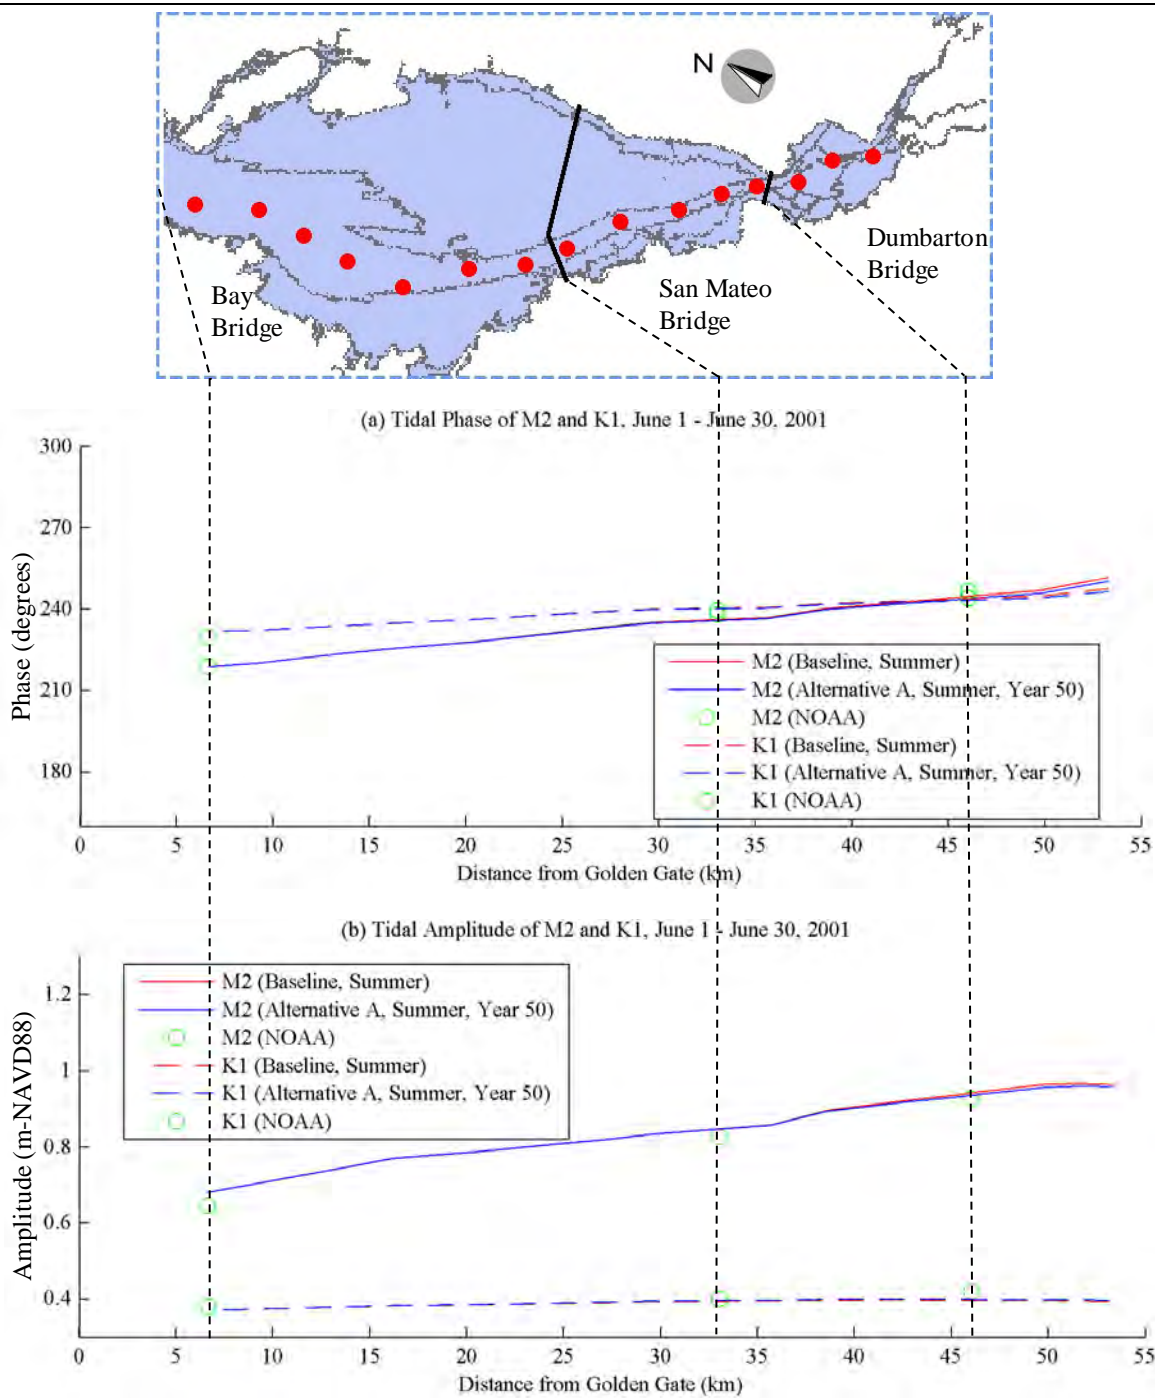 N
Dumbarton
Bridge
Bay
Bridge
San Mateo
Bridge
(a) Tidal Phase of M2 and K1, June 1 - June 30, 2001
300
270
240
210
180
Phase (degrees)
M2 (Baseline, Summer)
M2 (Alternative A, Summer, Year 50)
M2 (NOAA)
K1 (Baseline, Summer)
K1 (Alternative A, Summer, Year 50)
K1 (NOAA)
0 5 10 15 20 25 30 35 40 45 50 55
Distance from Golden Gate (km)
(b) Tidal Amplitude of M2 and K1, June 1 - June 30, 2001
1.2
1
0.8
0.6
0.4
Amplitude (m-NAVD88)
M2 (Baseline, Summer)
M2 (Alternative A, Summer, Year 50)
M2 (NOAA)
K1 (Baseline, Summer)
K1 (Alternative A, Summer, Year 50)
K1 (NOAA)
0 5 10 15 20 25 30 35 40 45 50 55
Distance from Golden Gate (km)